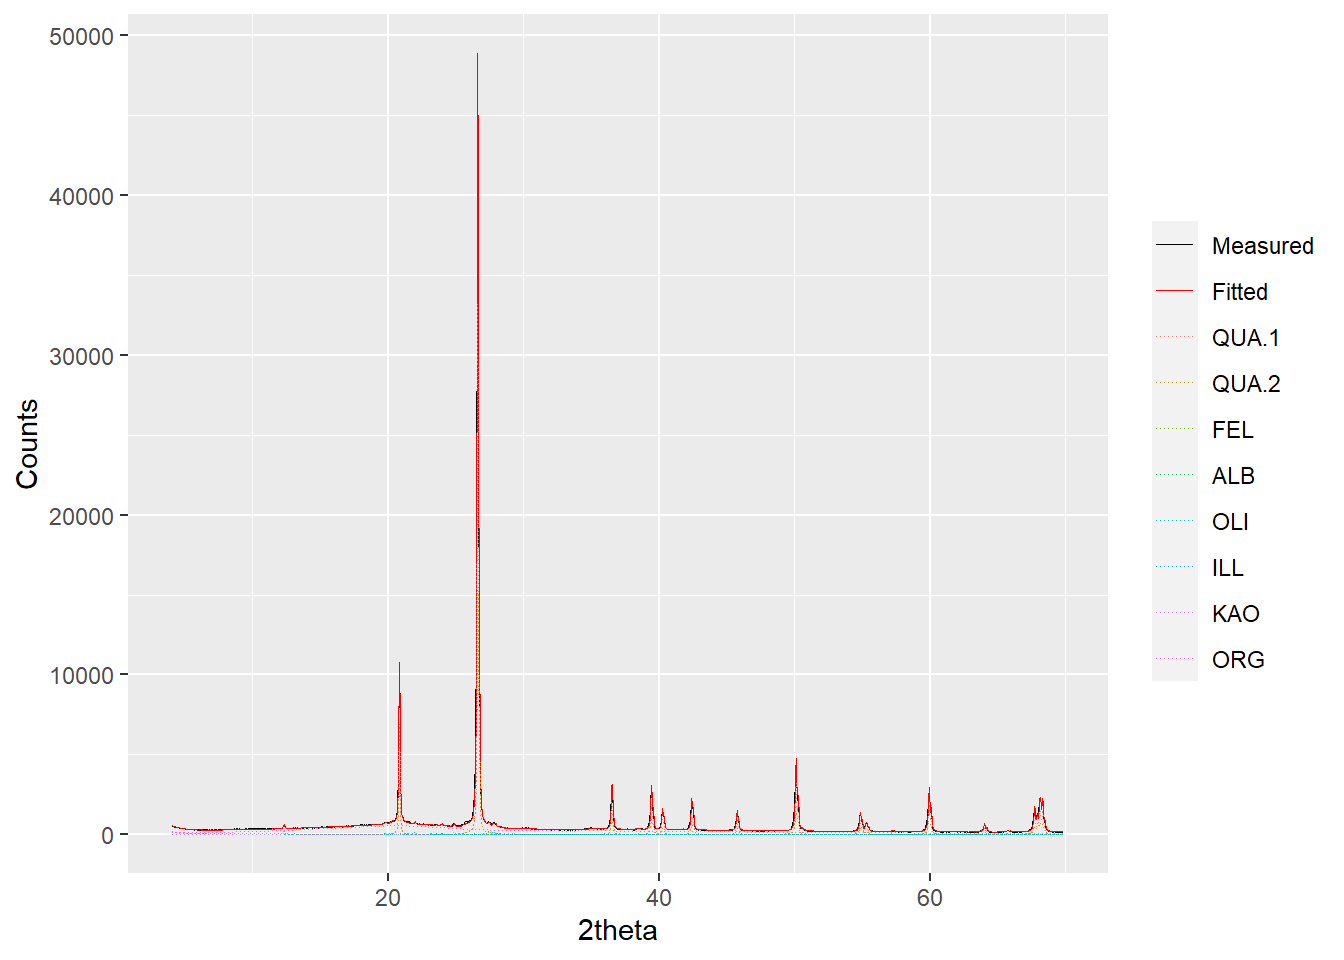 50000
40000
30000
20000
10000
0
Counts
20
40
60
2theta
Measured
Fitted
QUA.1
QUA.2
FEL
ALB
OLI
ILL
KAO
ORG